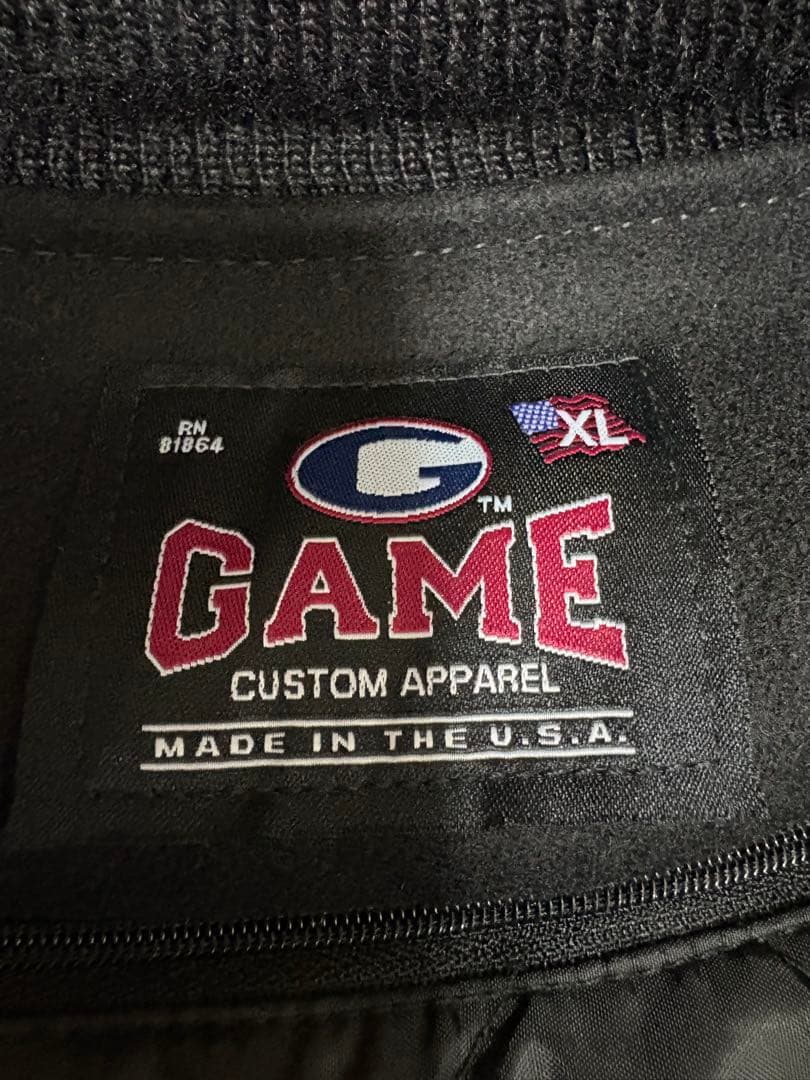 RN
81864
XL
G
TM
GAME
CUSTOM APPAREL
MADE IN THE U.S.A.